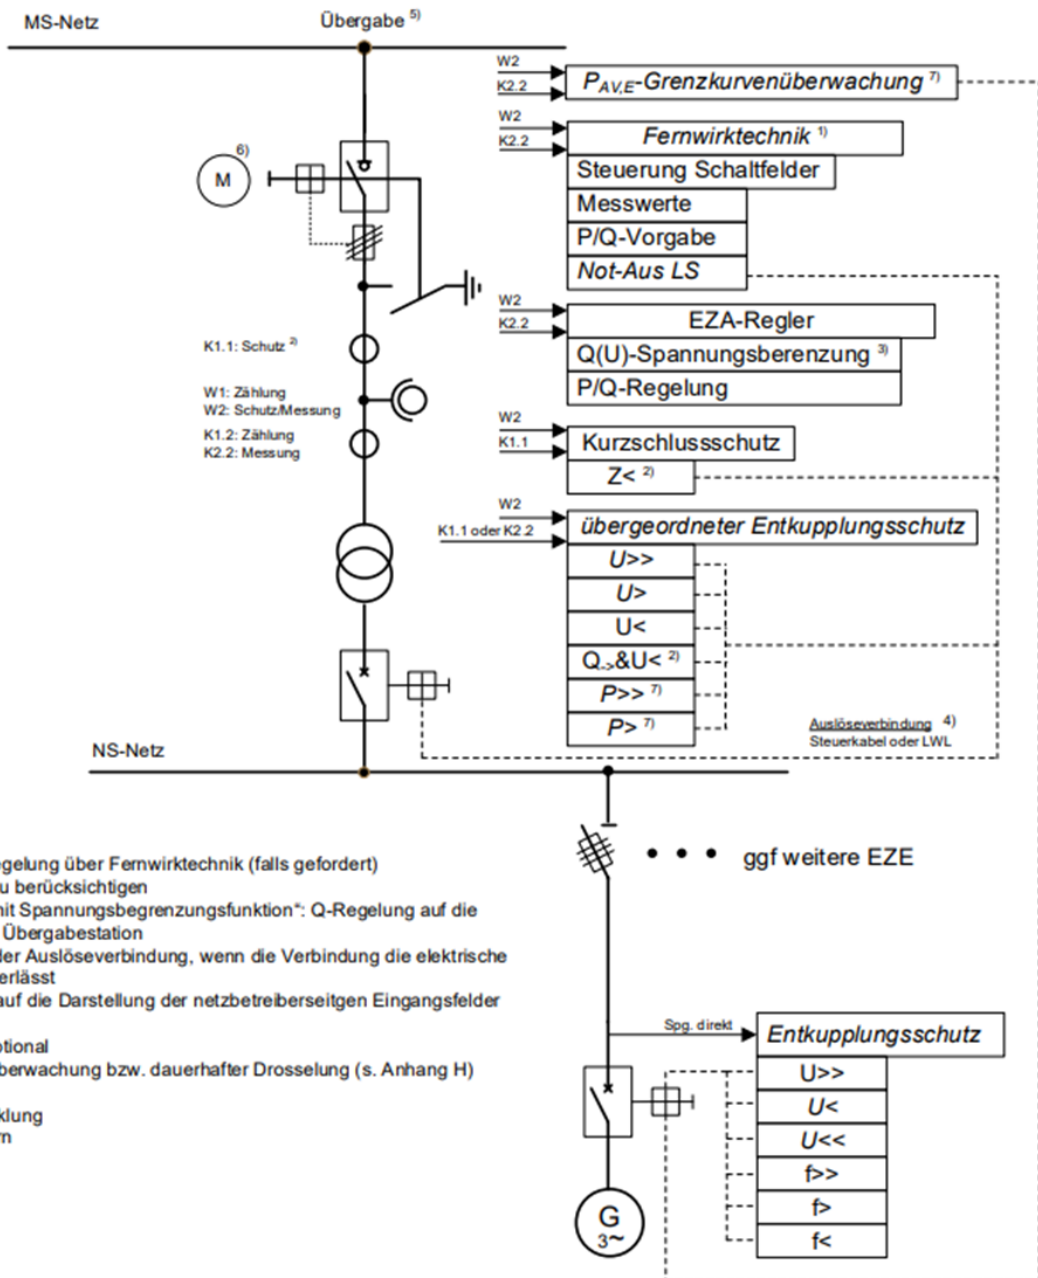 MS-Netz
Übergabe 5)
W2
K2.2
PAV,E-Grenzkurvenüberwachung 7)
W2
K2.2
Fernwirktechnik 1)
Steuerung Schaltfelder
Messwerte
P/Q-Vorgabe
Not-Aus LS
6)
M
W2
K2.2
EZA-Regler
Q(U)-Spannungsberenzung 3)
P/Q-Regelung
K1.1: Schutz 2)
W1: Zählung
W2: Schutz/Messung
K1.2: Zählung
K2.2: Messung
W2
K1.1
Kurzschlussschutz
Z< 2)
W2
K1.1 oder K2.2
übergeordneter Entkupplungsschutz
U>>
U>
U<
Q->&U< 2)
P>> 7)
P> 7)
Auslöseverbindung 4)
Steuerkabel oder LWL
NS-Netz
egelung über Fernwirktechnik (falls gefordert)
u berücksichtigen
nit Spannungsbegrenzungsfunktion“: Q-Regelung auf die
Übergabestation
der Auslöseverbindung, wenn die Verbindung die elektrische
erlässt
auf die Darstellung der netzbetreiberseitgen Eingangsfelder
otional
berwachung bzw. dauerhafter Drosselung (s. Anhang H)
klung
rn
ggf weitere EZE
Spg. direkt
Entkupplungsschutz
U>>
U<
U<<
f>>
f>
f<
G
3~